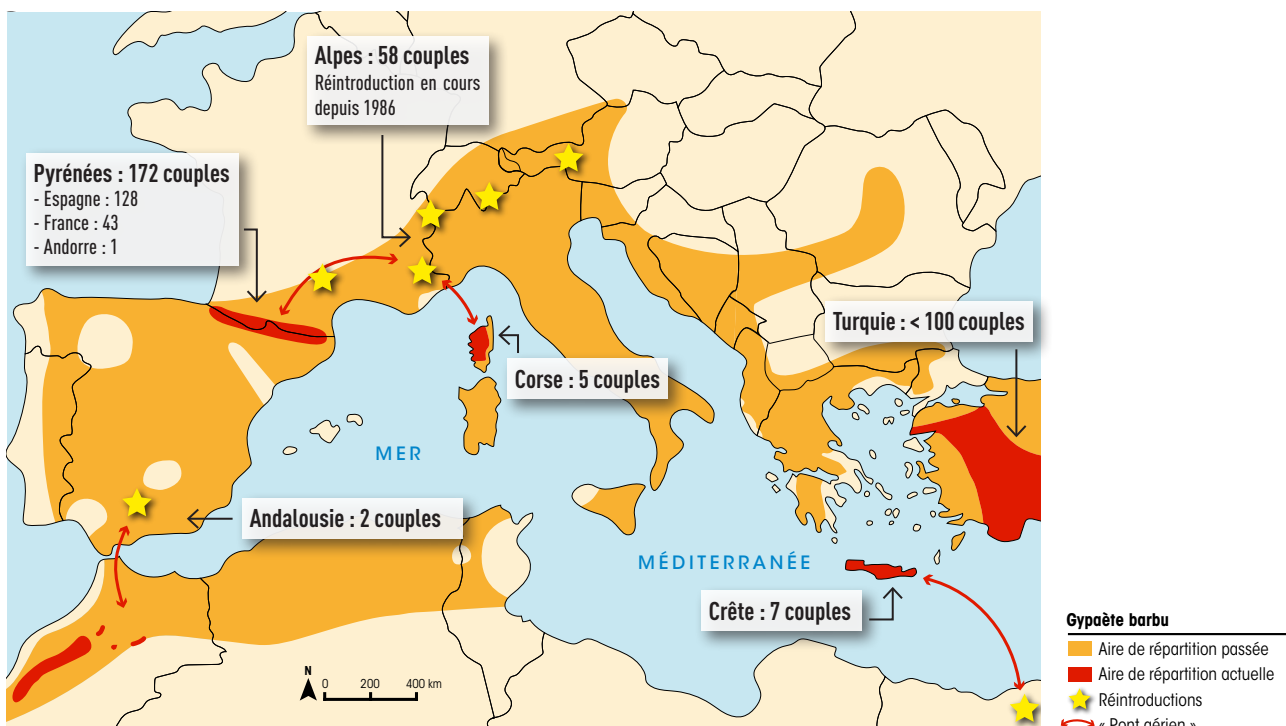 Alpes : 58 couples
Réintroduction en cours
depuis 1986
Pyrénées : 172 couples
- Espagne : 128
- France : 43
- Andorre : 1
Turquie : < 100 couples
Corse : 5 couples
MER
Andalousie : 2 couples
MÉDITERRANÉE
Crête : 7 couples
N
0 200 400 km
Gypaète barbu
Aire de répartition passée
Aire de répartition actuelle
Réintroductions
« Pont aérien »